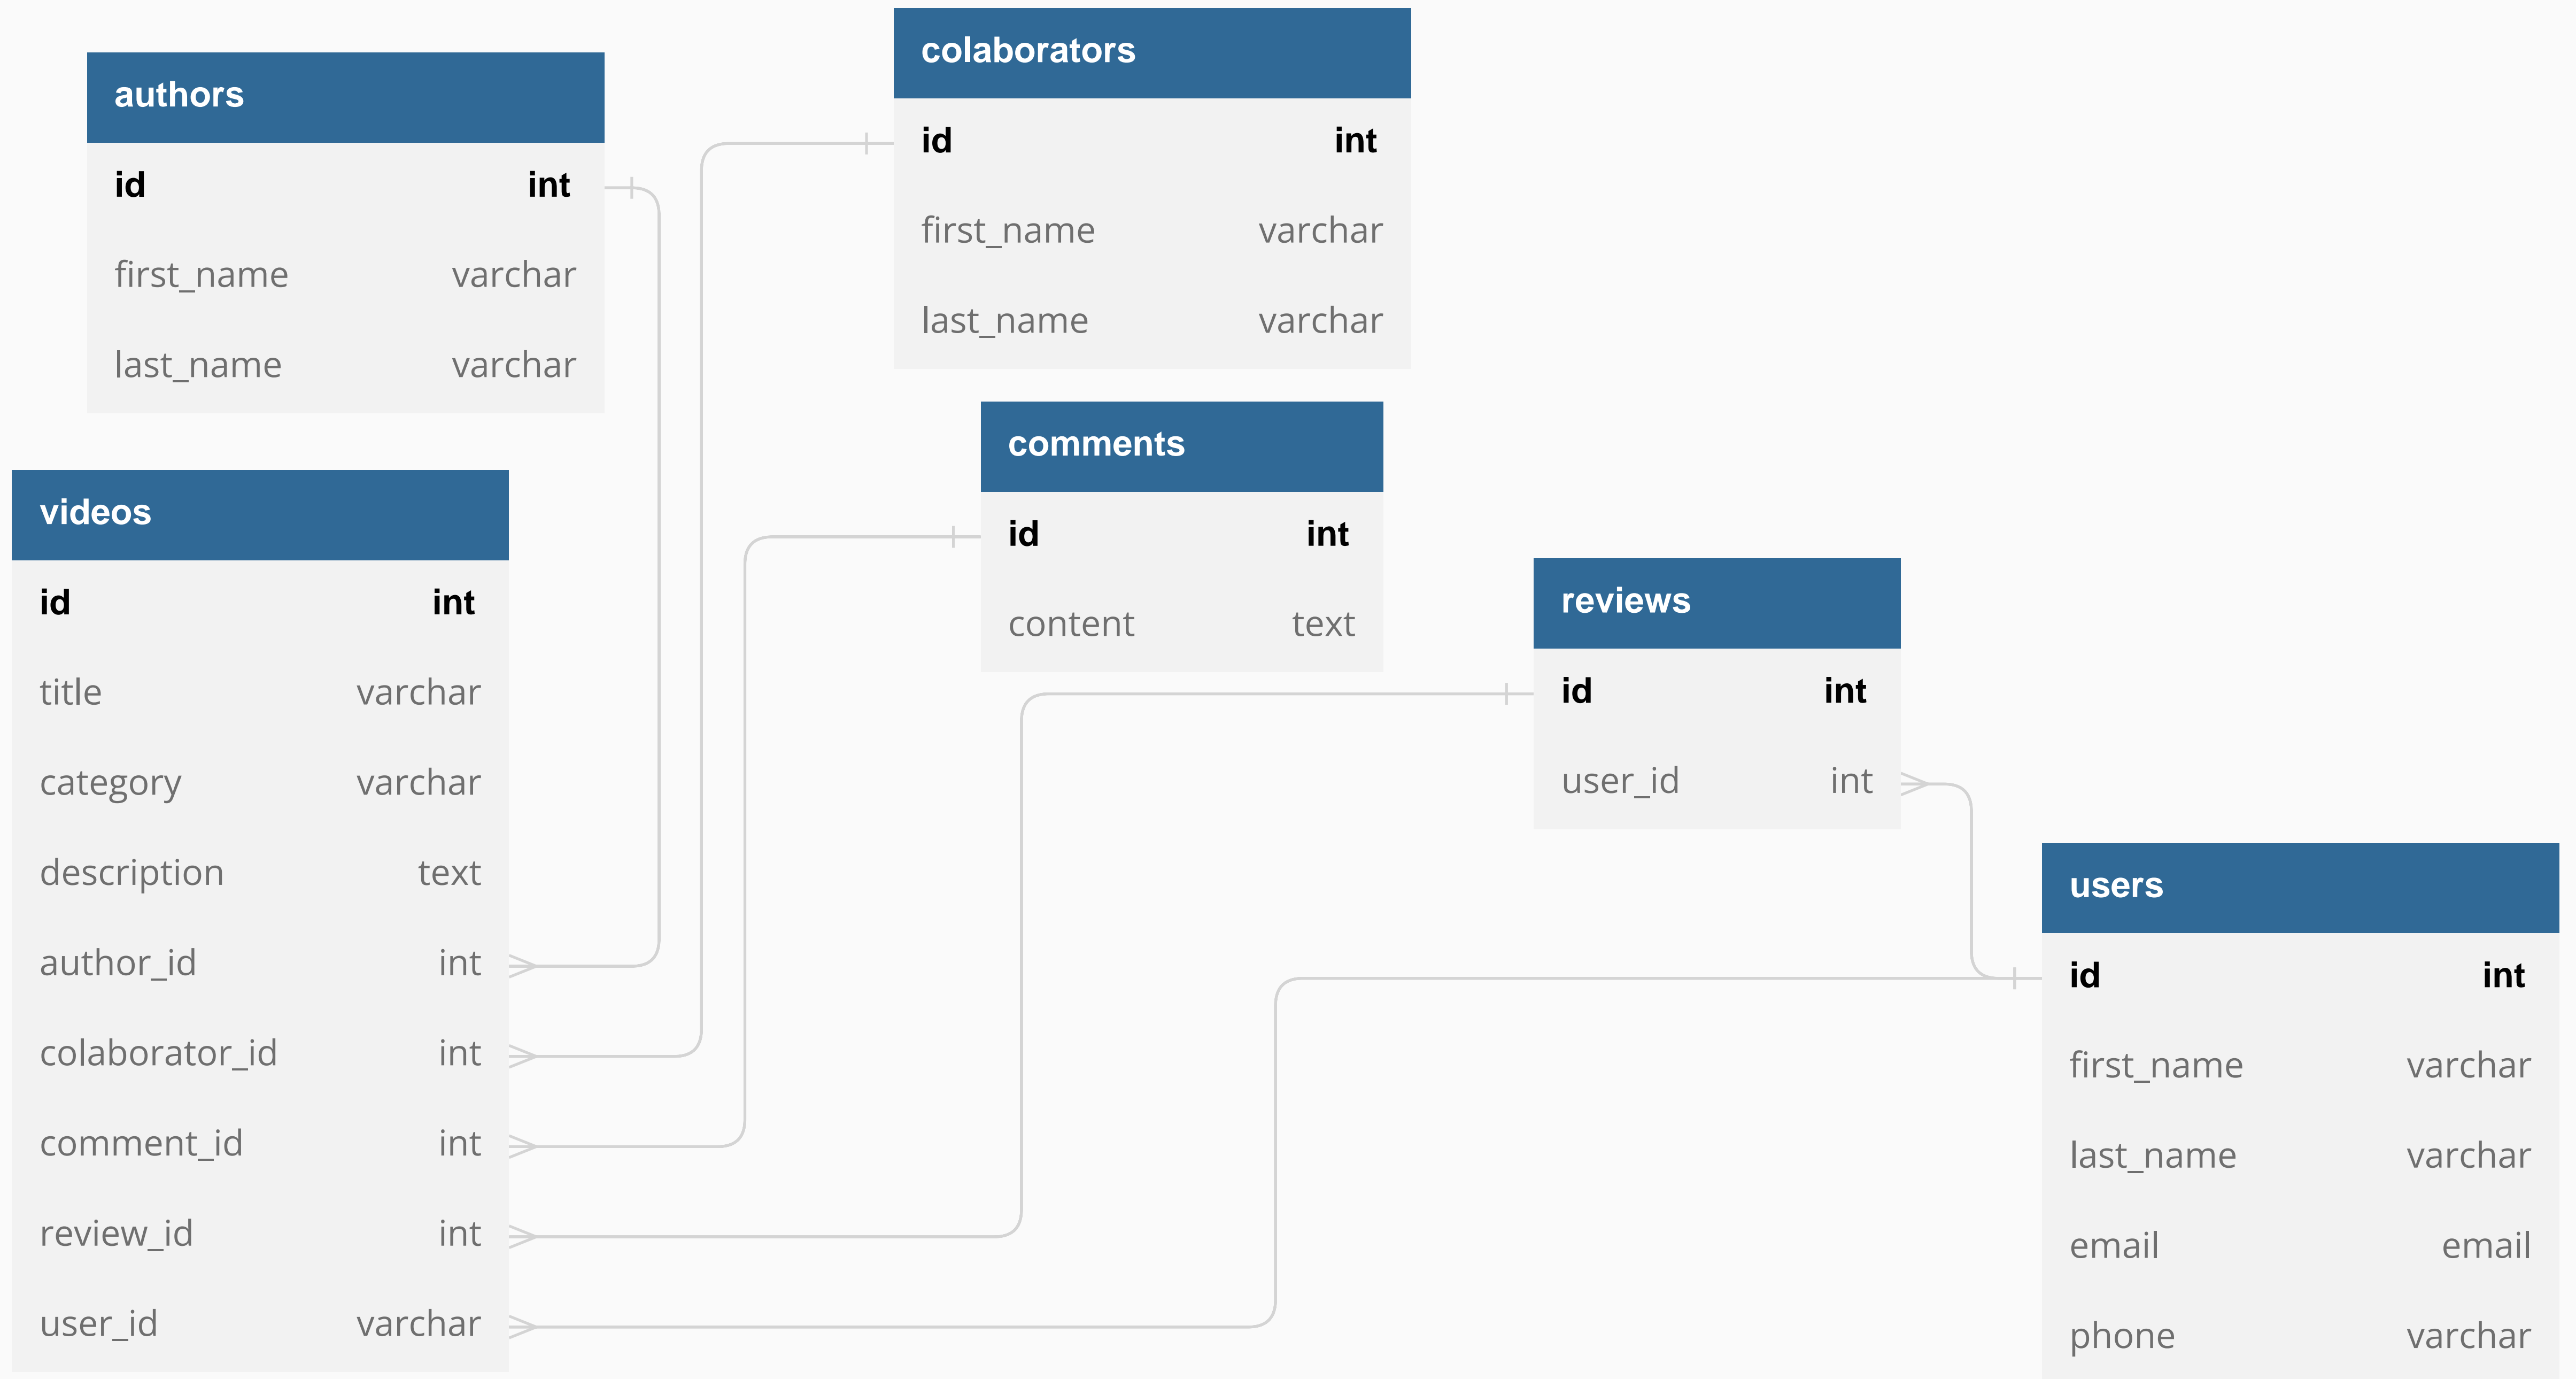 authors
id int
first_name varchar
last_name varchar
colaborators
id int
first_name varchar
last_name varchar
comments
id int
content text
videos
id int
title varchar
category varchar
description text
author_id int
colaborator_id int
comment_id int
review_id int
user_id varchar
reviews
id int
user_id int
users
id int
first_name varchar
last_name varchar
email email
phone varchar